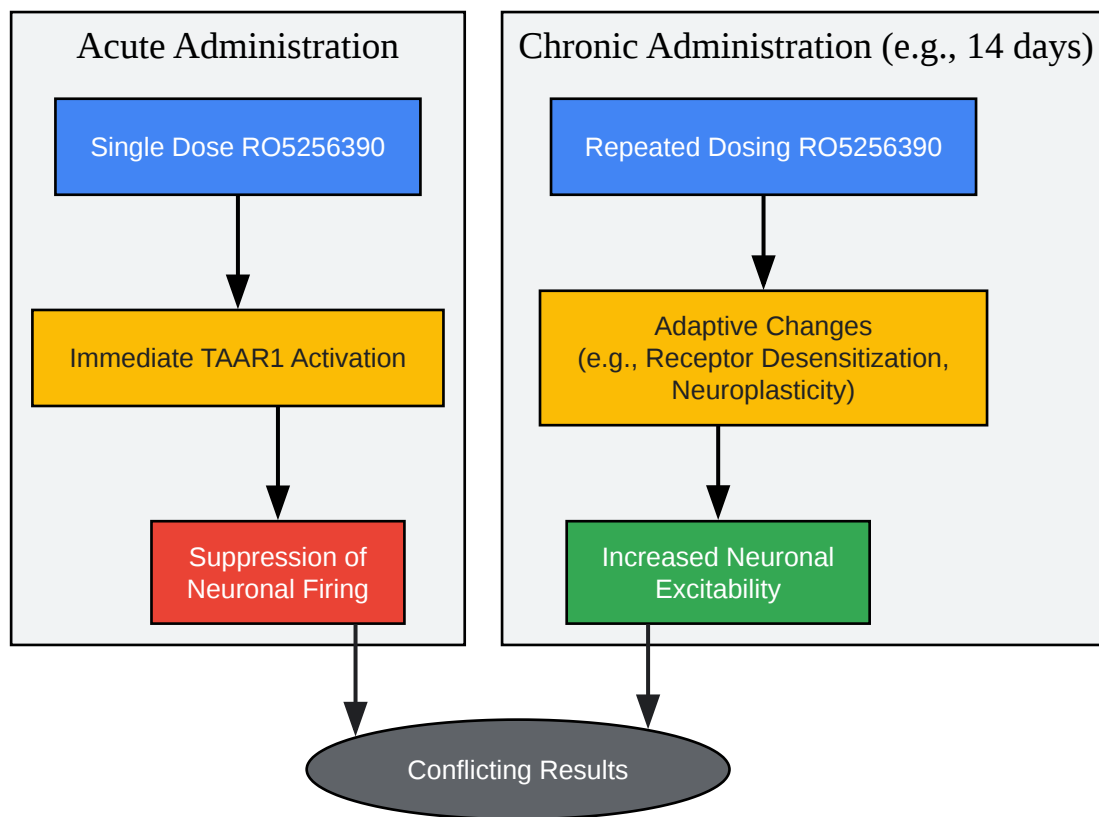 Acute Administration
Single Dose RO5256390
Immediate TAAR1 Activation
Suppression of
Neuronal Firing
Chronic Administration (e.g., 14 days)
Repeated Dosing RO5256390
Adaptive Changes
(e.g., Receptor Desensitization,
Neuroplasticity)
Increased Neuronal
Excitability
Conflicting Results